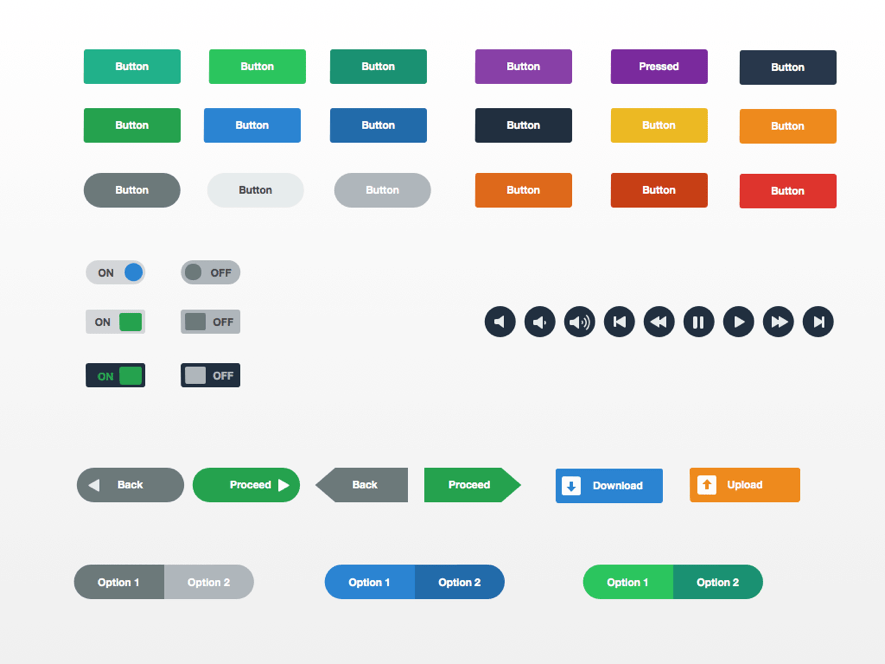 Button Button Button Button Pressed Button
Button Button Button Button Button Button
Button Button Button Button Button Button
ON OFF
ON OFF
ON OFF
Back Proceed Back Proceed Download Upload
Option 1 Option 2 Option 1 Option 2 Option 1 Option 2